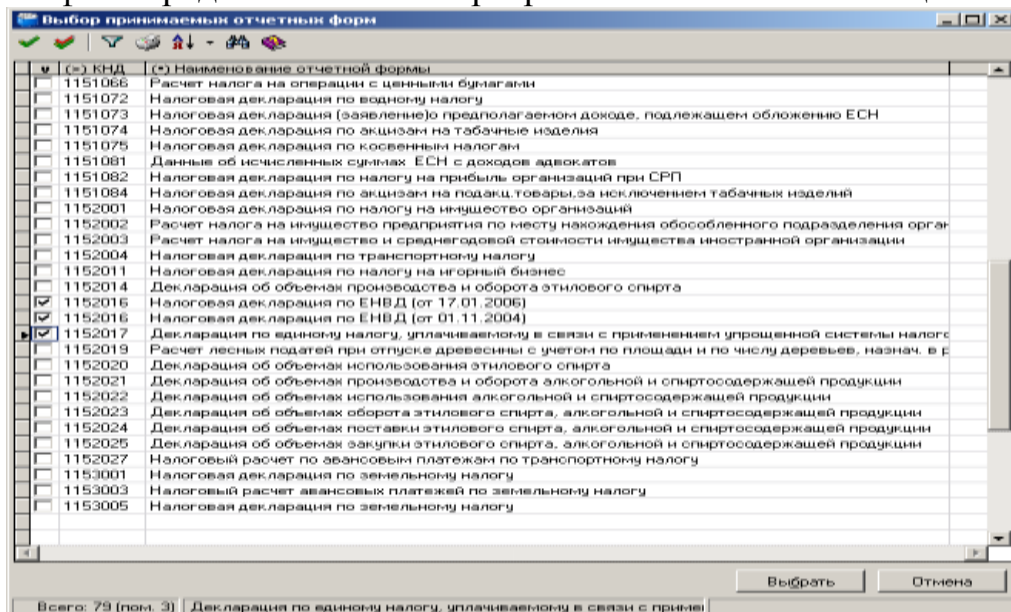 Выбор принимаемых отчетных форм
(=) КНД (*) Наименование отчетной формы
1151066 Расчет налога на операции с ценными бумагами
1151072 Налоговая декларация по водному налогу
1151073 Налоговая декларация (заявление)о предполагаемом доходе, подлежащем обложению ЕСН
1151074 Налоговая декларация по акцизам на табачные изделия
1151075 Налоговая декларация по косвенным налогам
1151081 Данные об исчисленных суммах ЕСН с доходов адвокатов
1151082 Налоговая декларация по налогу на прибыль организаций при СРП
1151084 Налоговая декларация по акцизам на подакц.товары,за исключением табачных изделий
1152001 Налоговая декларация по налогу на имущество организаций
1152002 Расчет налога на имущество предприятия по месту нахождения обособленного подразделения орган
1152003 Расчет налога на имущество и среднегодовой стоимости имущества иностранной организации
1152004 Налоговая декларация по транспортному налогу
1152011 Налоговая декларация по налогу на игорный бизнес
1152014 Декларация об объемах производства и оборота этилового спирта
1152016 Налоговая декларация по ЕНВД (от 17.01.2006)
1152016 Налоговая декларация по ЕНВД (от 01.11.2004)
1152017 Декларация по единому налогу, уплачиваемому в связи с применением упрощенной системы налогс
1152019 Расчет лесных податей при отпуске древесины с учетом по площади и по числу деревьев, назнач. в р
1152020 Декларация об объемах использования этилового спирта
1152021 Декларация об объемах производства и оборота алкогольной и спиртосодержащей продукции
1152022 Декларация об объемах использования алкогольной и спиртосодержащей продукции
1152023 Декларация об объемах оборота этилового спирта, алкогольной и спиртосодержащей продукции
1152024 Декларация об объемах поставки этилового спирта, алкогольной и спиртосодержащей продукции
1152025 Декларация об объемах закупки этилового спирта, алкогольной и спиртосодержащей продукции
1152027 Налоговый расчет по авансовым платежам по транспортному налогу
1153001 Налоговая декларация по земельному налогу
1153003 Налоговый расчет авансовых платежей по земельному налогу
1153005 Налоговая декларация по земельному налогу
Выбрать Отмена
Всего: 79 (пом. 3) Декларация по единому налогу, уплачиваемому в связи с приме